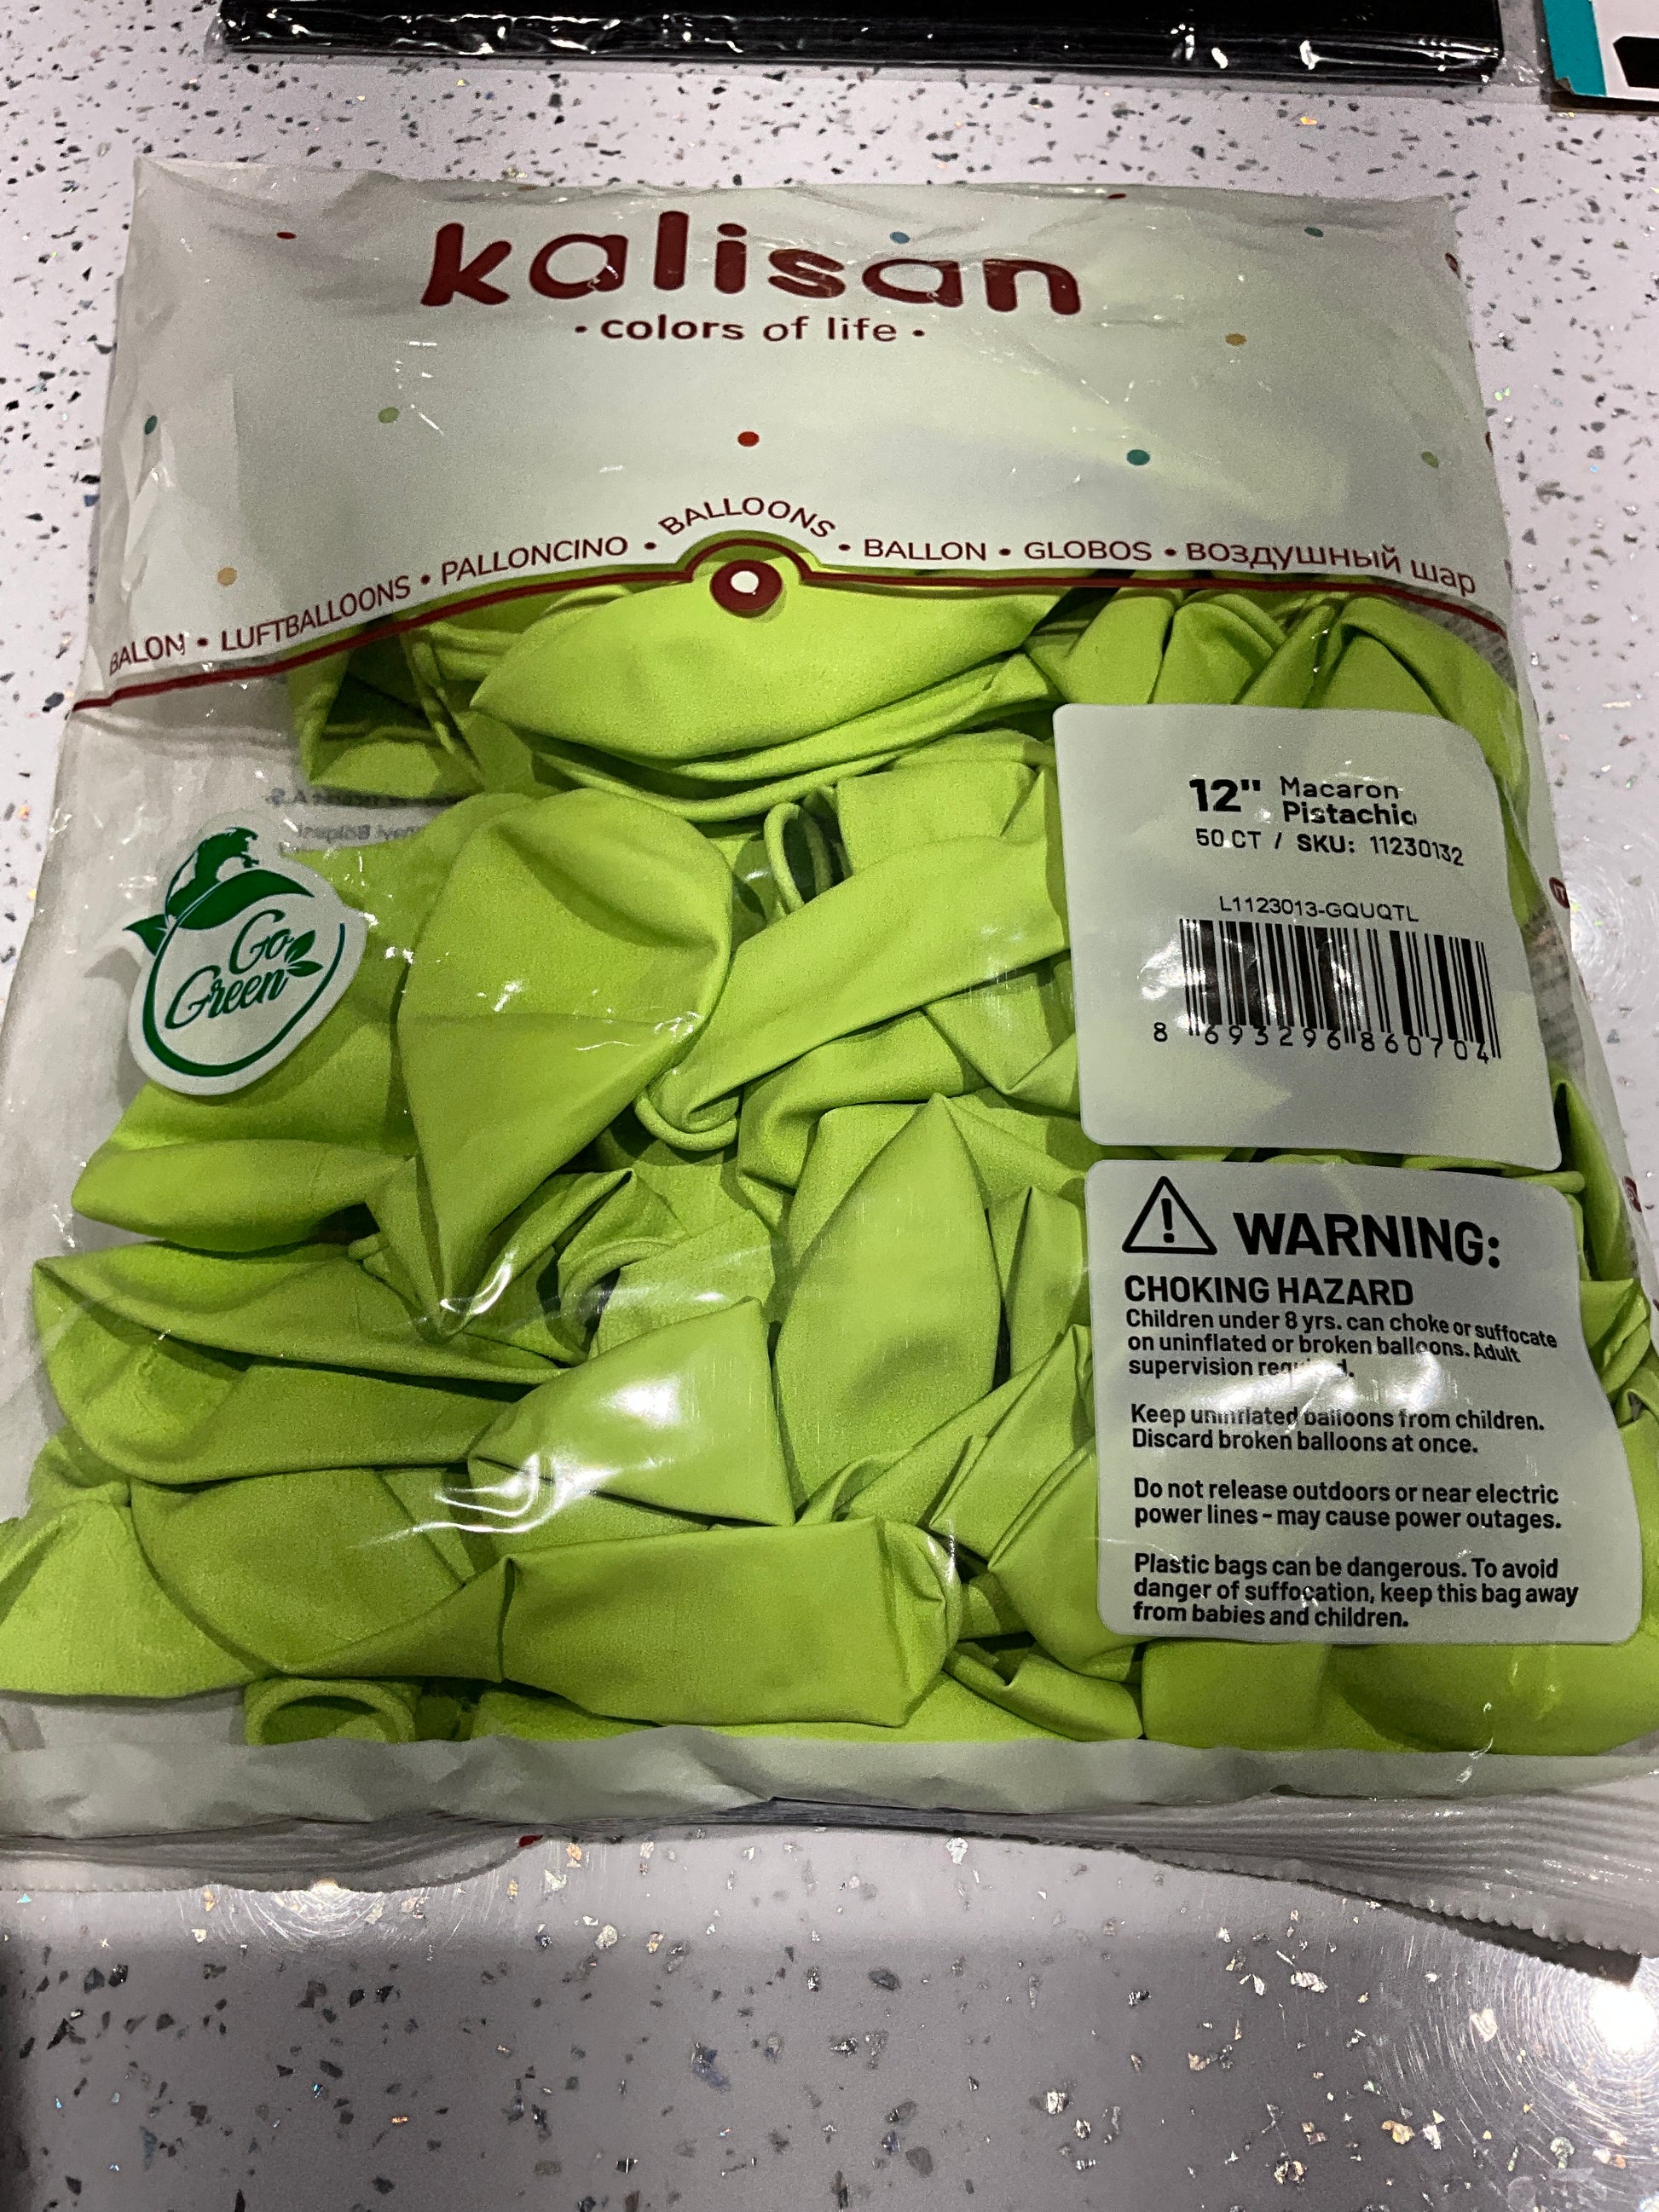 kalisan
• colors of life •
BALON • LUFTBALLOONS • PALLONCINO • BALLOONS • BALLON • GLOBOS • ВОЗДУШНЫЙ шар
Go
Green
12" Macaron
Pistachio
50 CT / SKU: 11230132
L1123013-GQUQTL
8 693296 860704
WARNING:
CHOKING HAZARD
Children under 8 yrs. can choke or suffocate
on uninflated or broken balloons. Adult
supervision required.
Keep uninflated balloons from children.
Discard broken balloons at once.
Do not release outdoors or near electric
power lines - may cause power outages.
Plastic bags can be dangerous. To avoid
danger of suffocation, keep this bag away
from babies and children.